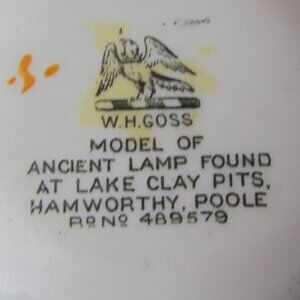 .S.
W.H.GOSS
MODEL OF
ANCIENT LAMP FOUND
AT LAKE CLAY PITS,
HAMWORTHY, POOLE
RD NO 489579